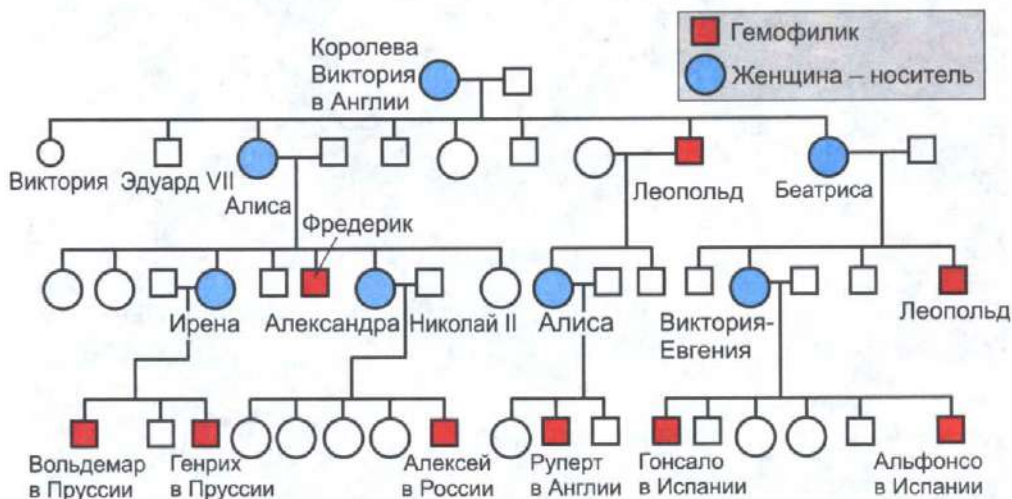 Королева
Виктория
в Англии
Гемофилик
Женщина – носитель
Виктория
Эдуард VII
Алиса
Леопольд
Беатриса
Фредерик
Ирена
Александра
Николай II
Алиса
Виктория-
Евгения
Леопольд
Вольдемар
в Пруссии
Генрих
в Пруссии
Алексей
в России
Руперт
в Англии
Гонсало
в Испании
Альфонсо
в Испании